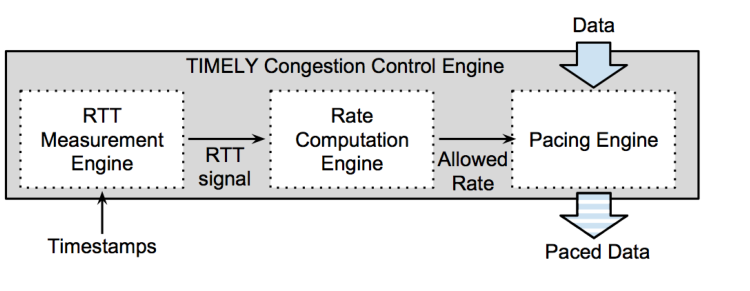 Data
TIMELY Congestion Control Engine
RTT
Measurement
Engine
RTT
signal
Rate
Computation
Engine
Allowed
Rate
Pacing Engine
Timestamps
Paced Data